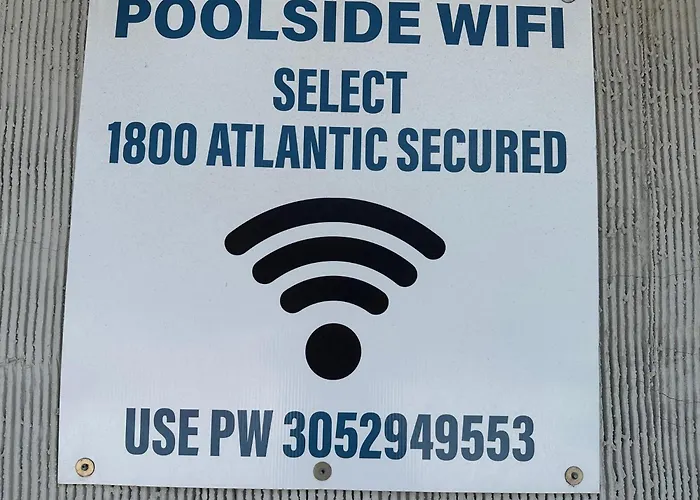 POOLSIDE WIFI
SELECT
1800 ATLANTIC SECURED
USE PW 3052949553